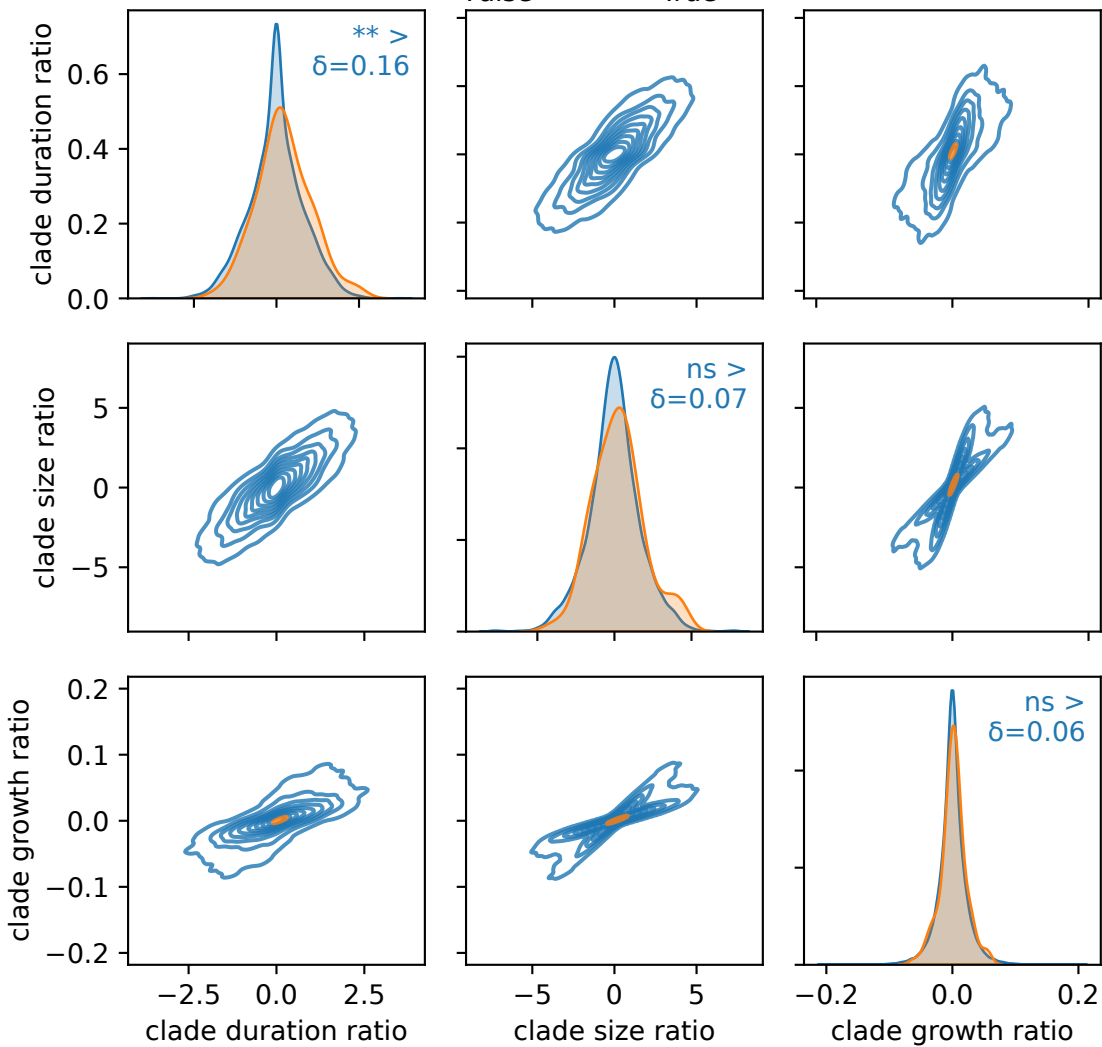 clade duration ratio
0.6
0.4
0.2
0.0
** >
δ=0.16
clade size ratio
5
0
−5
ns >
δ=0.07
clade growth ratio
0.2
0.1
0.0
−0.1
−0.2
ns >
δ=0.06
−2.5 0.0 2.5
−5 0 5
−0.2 0.0 0.2
clade duration ratio
clade size ratio
clade growth ratio